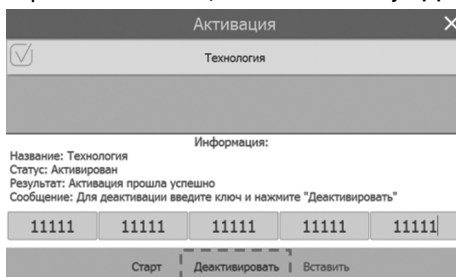 Активация
Технология
Информация:
Название: Технология
Статус: Активирован
Результат: Активация прошла успешно
Сообщение: Для деактивации введите ключ и нажмите "Деактивировать"
11111 11111 11111 11111 11111
Старт Деактивировать Вставить